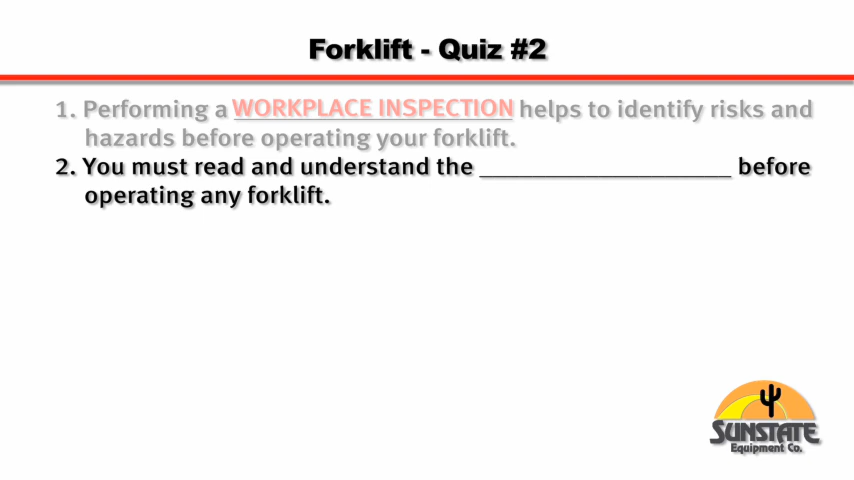 Forklift - Quiz #2
1. Performing a WORKPLACE INSPECTION helps to identify risks and
hazards before operating your forklift.
2. You must read and understand the ____________________ before
operating any forklift.
SUNSTATE
Equipment Co.